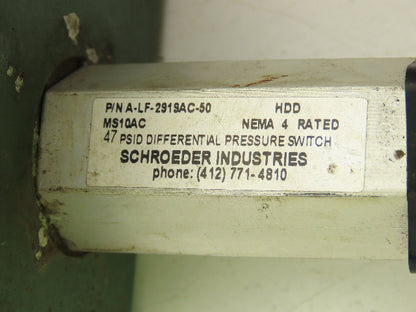 P/N A-LF-2919AC-50 HDD
MS10AC NEMA 4 RATED
47 PSID DIFFERENTIAL PRESSURE SWITCH
SCHROEDER INDUSTRIES
phone: (412) 771-4810